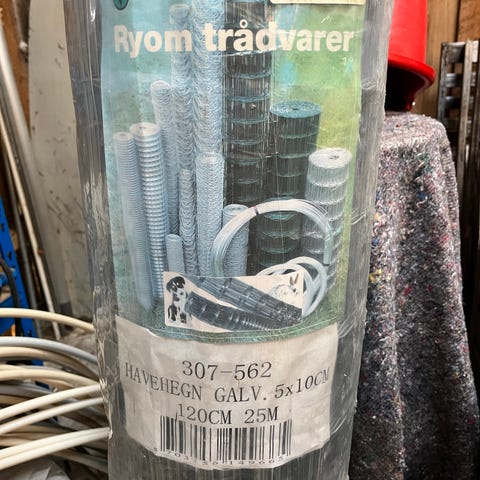 Ryom trådvarer
307-562
HAVEHEGN GALV. 5x10CM
120CM 25M